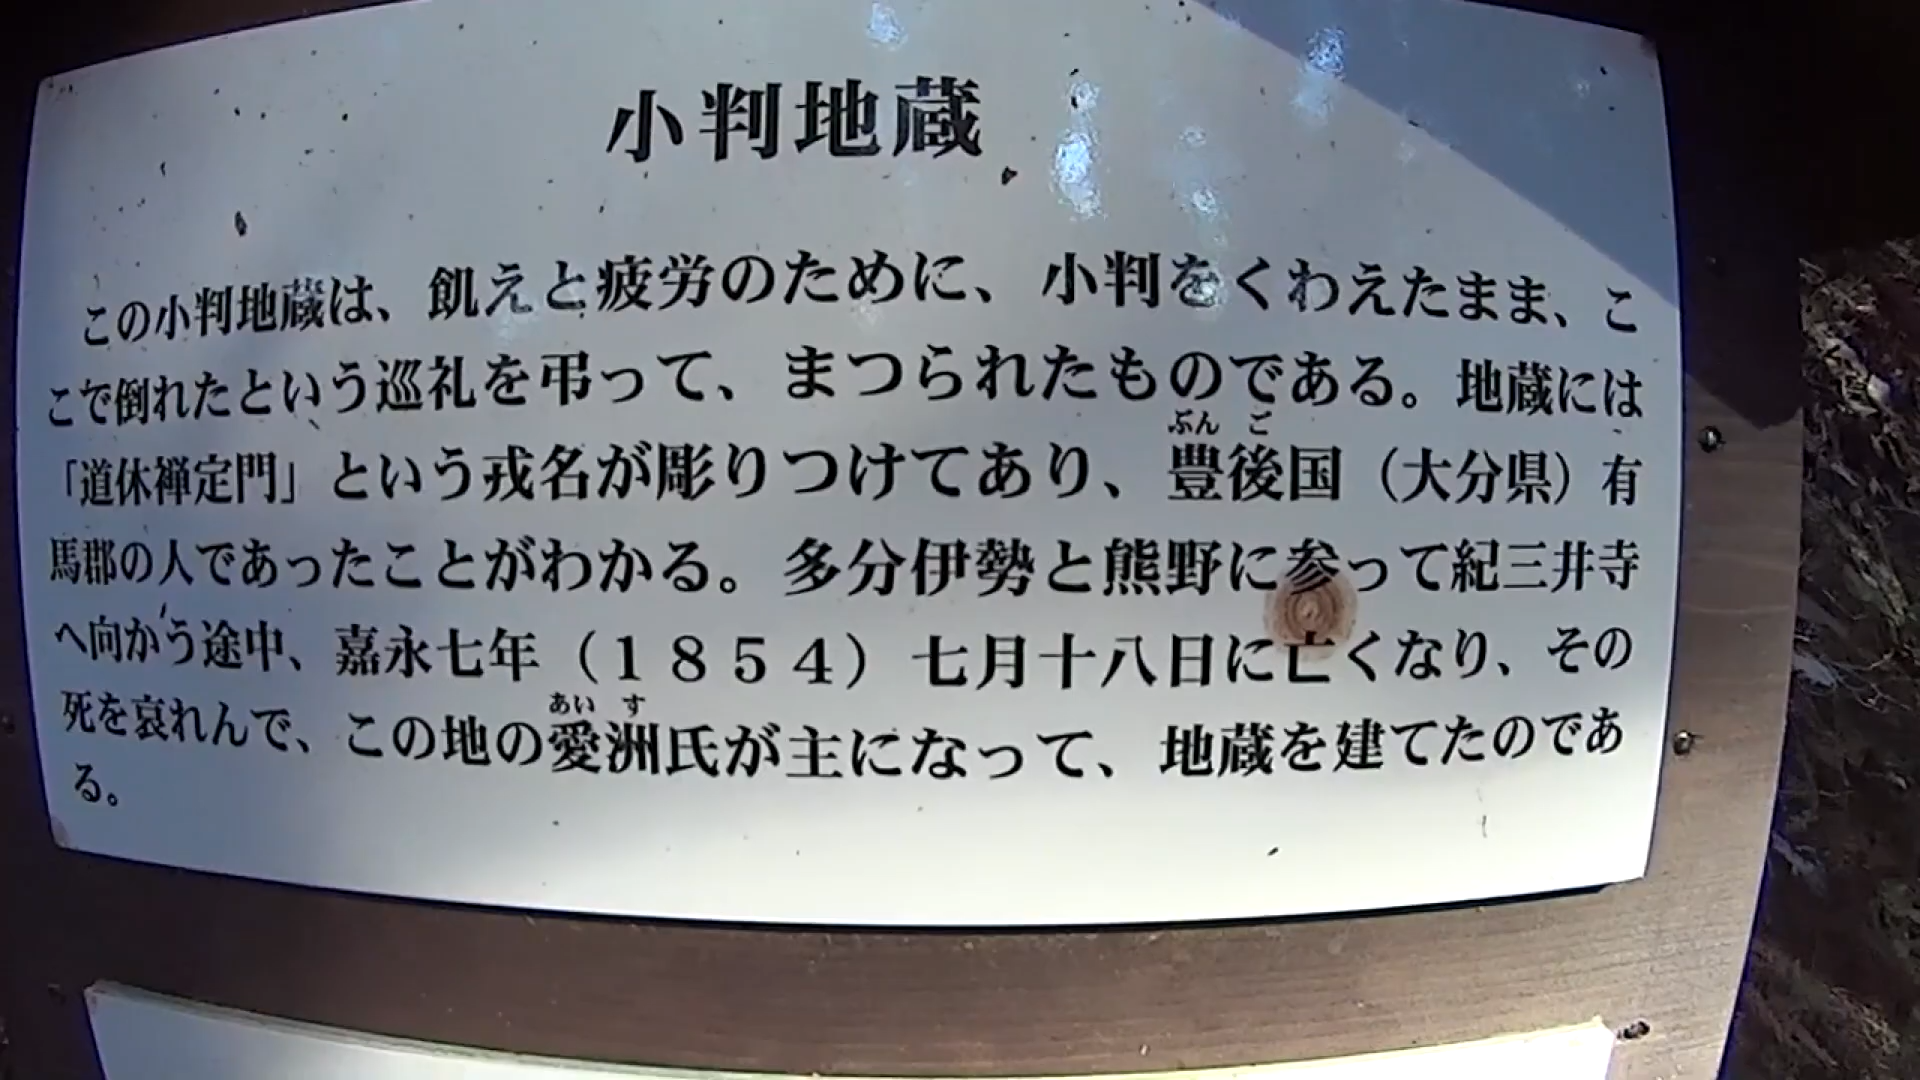 小判地蔵
この小判地蔵は、飢えと疲労のために、小判をくわえたまま、こ
こで倒れたという巡礼を弔って、まつられたものである。地蔵には
ぶんご
「道休禅定門」という戎名が彫りつけてあり、豊後国（大分県）有
馬郡の人であったことがわかる。多分伊勢と熊野に参って紀三井寺
へ向かう途中、嘉永七年（１８５４）七月十八日に亡くなり、その
あいす
死を哀れんで、この地の愛洲氏が主になって、地蔵を建てたのであ
る。